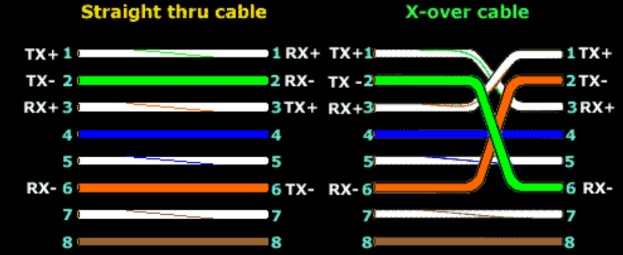 Straight thru cable X-over cable
TX+ 1 1 RX+ TX+1 1 TX+
TX- 2 2 RX- TX -2 2 TX-
RX+ 3 3 TX+ RX+3 3 RX+
4 4 4 4
5 5 5 5
RX- 6 6 TX- RX- 6 6 RX-
7 7 7 7
8 8 8 8